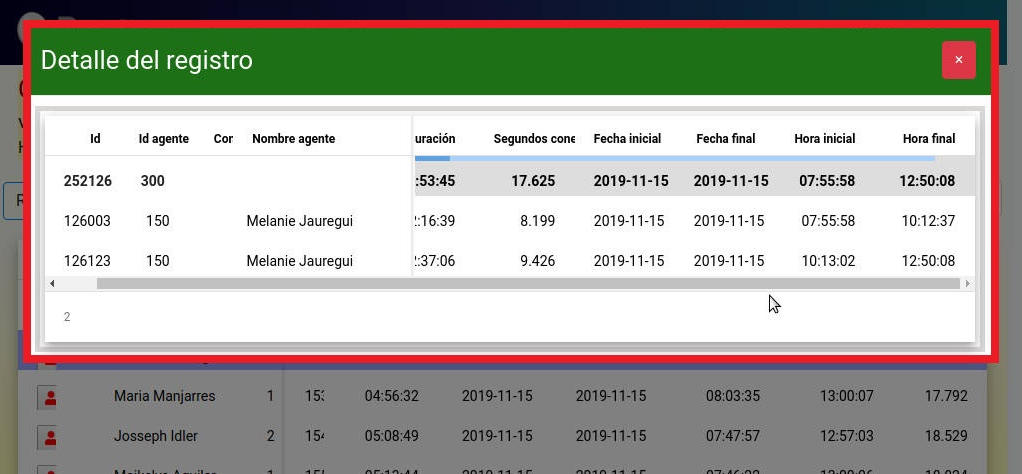 Detalle del registro
×
Id Id agente Cor Nombre agente uración Segundos cone Fecha inicial Fecha final Hora inicial Hora final
252126 300 :53:45 17.625 2019-11-15 2019-11-15 07:55:58 12:50:08
126003 150 Melanie Jauregui :16:39 8.199 2019-11-15 2019-11-15 07:55:58 10:12:37
126123 150 Melanie Jauregui :37:06 9.426 2019-11-15 2019-11-15 10:13:02 12:50:08
2
Maria Manjarres 1 153 04:56:32 2019-11-15 2019-11-15 08:03:35 13:00:07 17.792
Josseph Idler 2 154 05:08:49 2019-11-15 2019-11-15 07:47:57 12:57:03 18.529